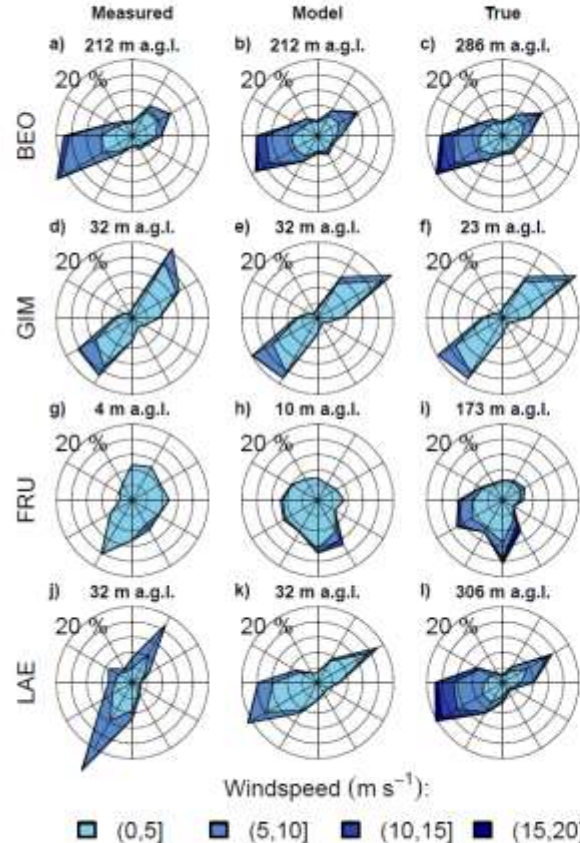 Measured Model True
a) 212 m a.g.l. b) 212 m a.g.l. c) 286 m a.g.l.
20 % 20 % 20 %
BEO
d) 32 m a.g.l. e) 32 m a.g.l. f) 23 m a.g.l.
20 % 20 % 20 %
GIM
g) 4 m a.g.l. h) 10 m a.g.l. i) 173 m a.g.l.
20 % 20 % 20 %
FRU
j) 32 m a.g.l. k) 32 m a.g.l. l) 306 m a.g.l.
20 % 20 % 20 %
LAE
Windspeed (m s⁻¹):
(0,5] (5,10] (10,15] (15,20]